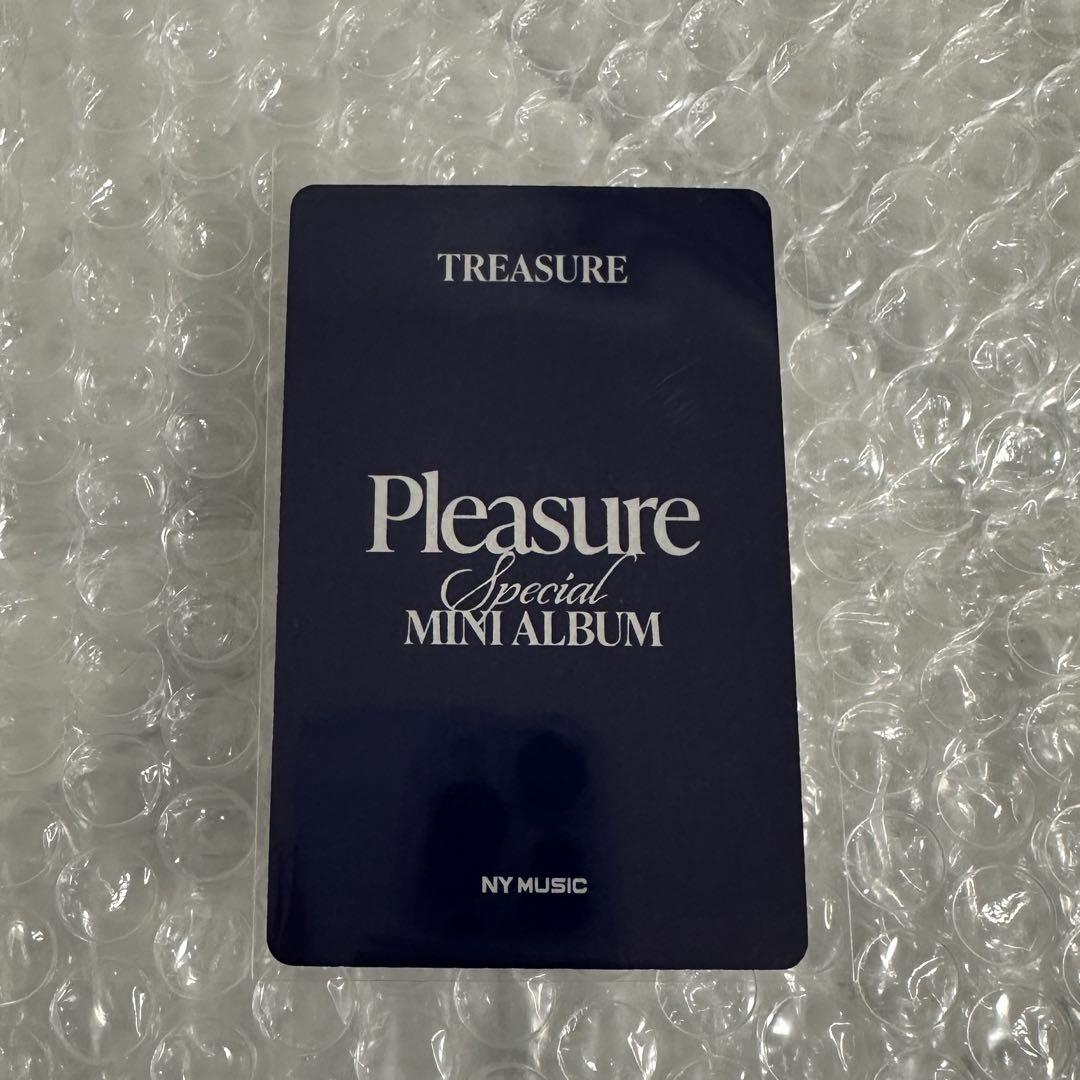 TREASURE
Pleasure
Special
MINI ALBUM
NY MUSIC